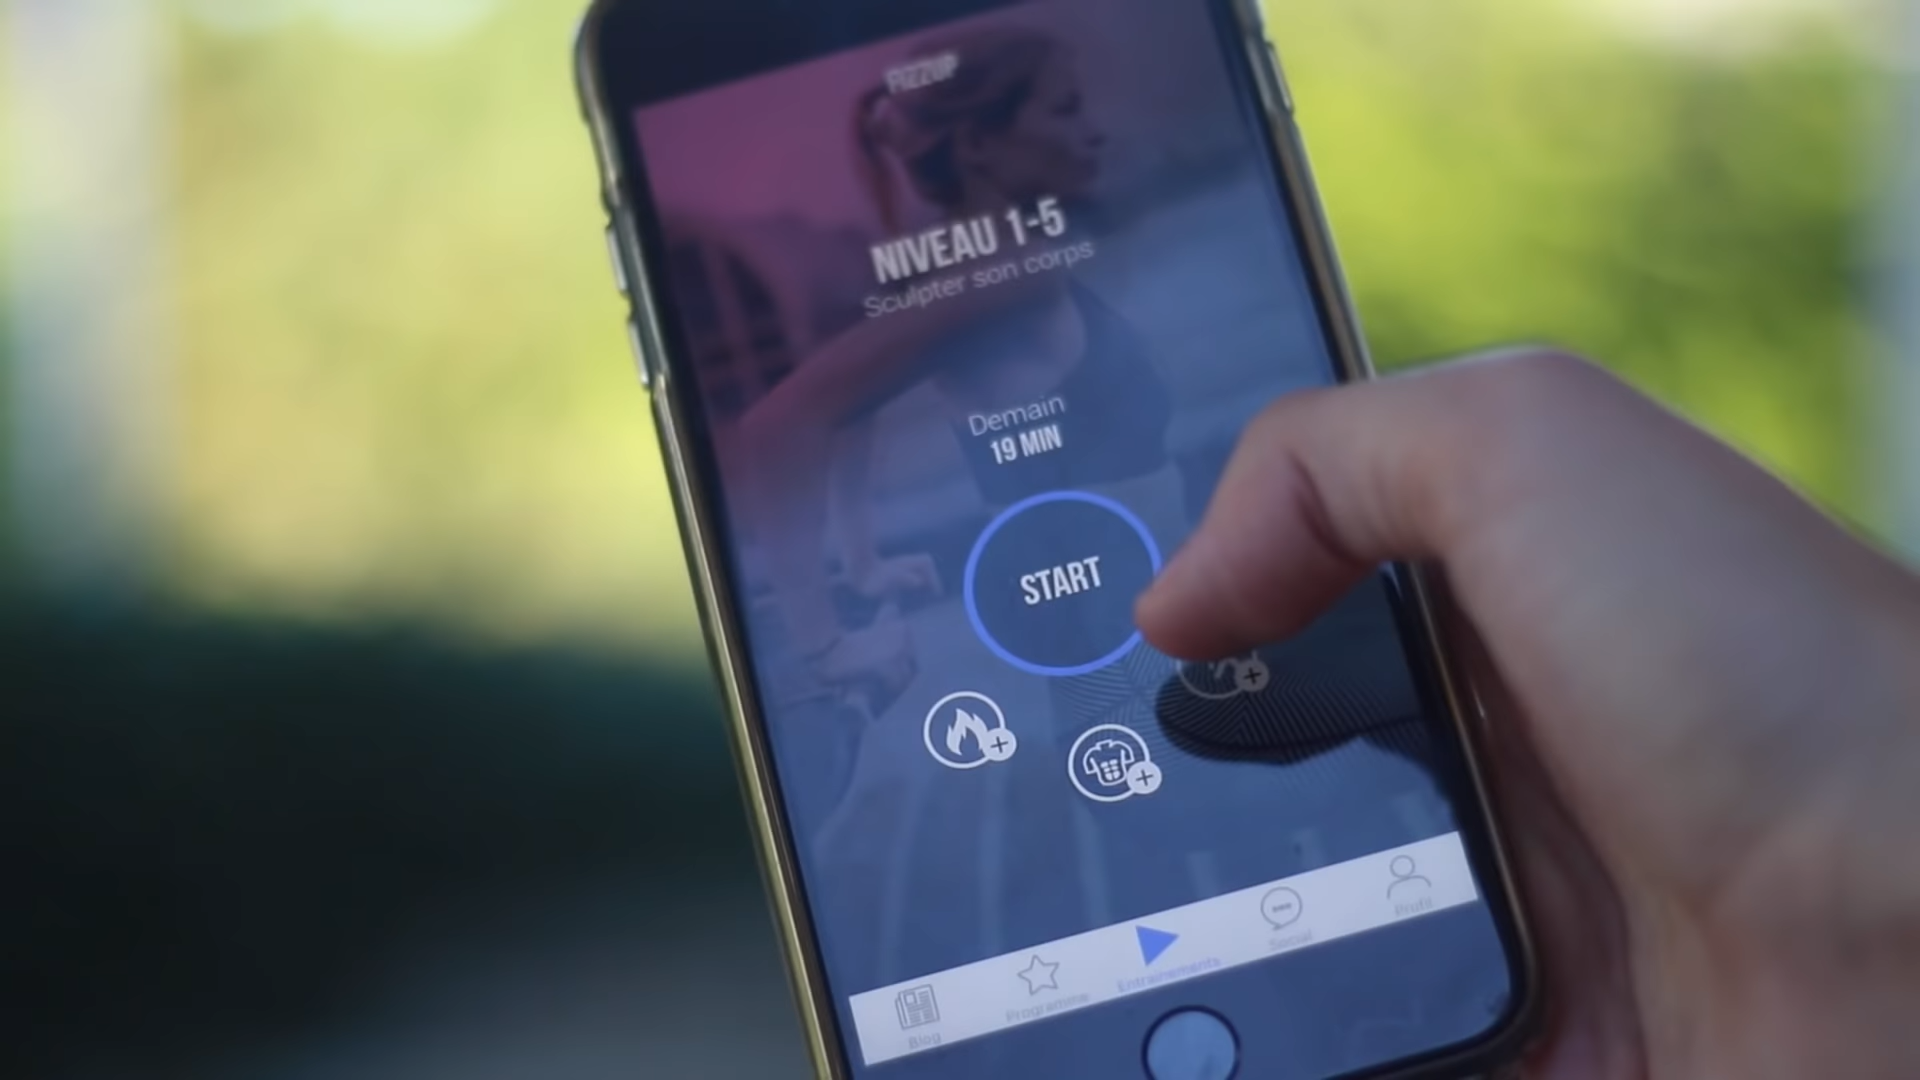 FIZZUP
NIVEAU 1-5
Sculpter son corps
Demain
19 MIN
START
Blog
Programme
Entraînements
Social
Profil